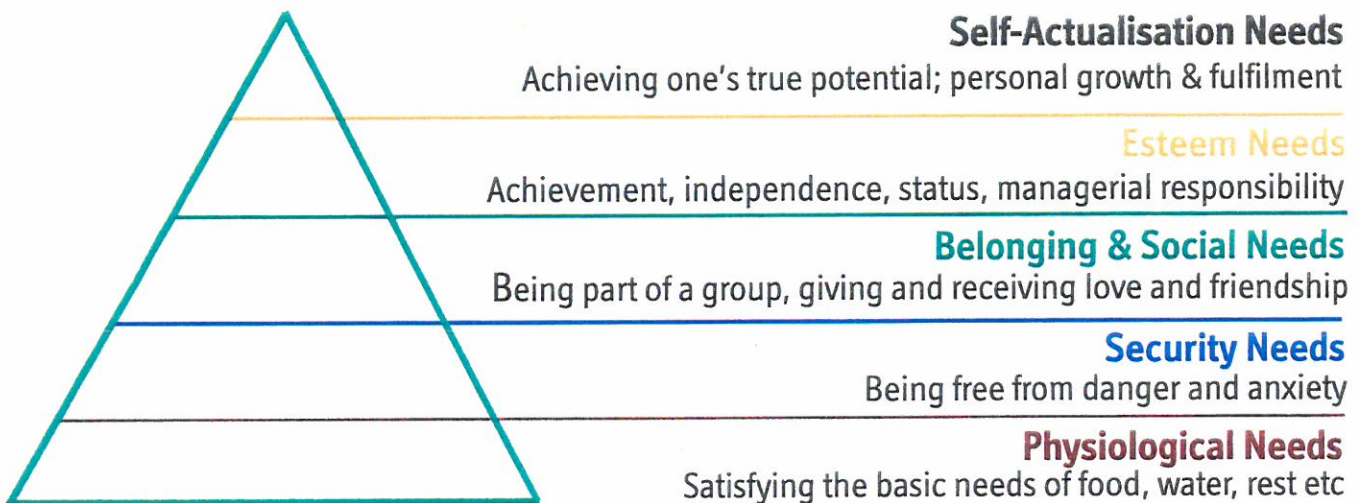 Self-Actualisation Needs
Achieving one's true potential; personal growth & fulfilment
Esteem Needs
Achievement, independence, status, managerial responsibility
Belonging & Social Needs
Being part of a group, giving and receiving love and friendship
Security Needs
Being free from danger and anxiety
Physiological Needs
Satisfying the basic needs of food, water, rest etc